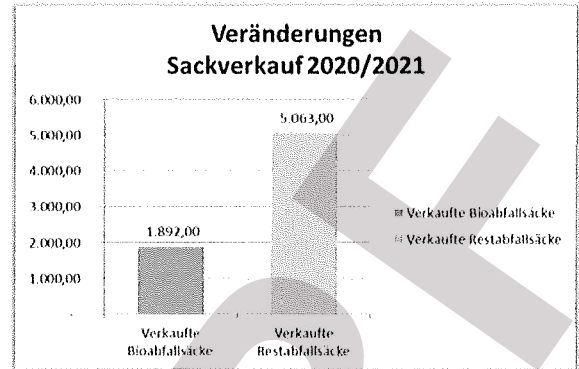 Veränderungen
Sackverkauf 2020/2021
6.000,00
5.000,00
4.000,00
3.000,00
2.000,00
1.000,00
-
1.892,00
5.063,00
Verkaufte Bioabfallsäcke
Verkaufte Restabfallsäcke
Verkaufte
Bioabfallsäcke
Verkaufte
Restabfallsäcke